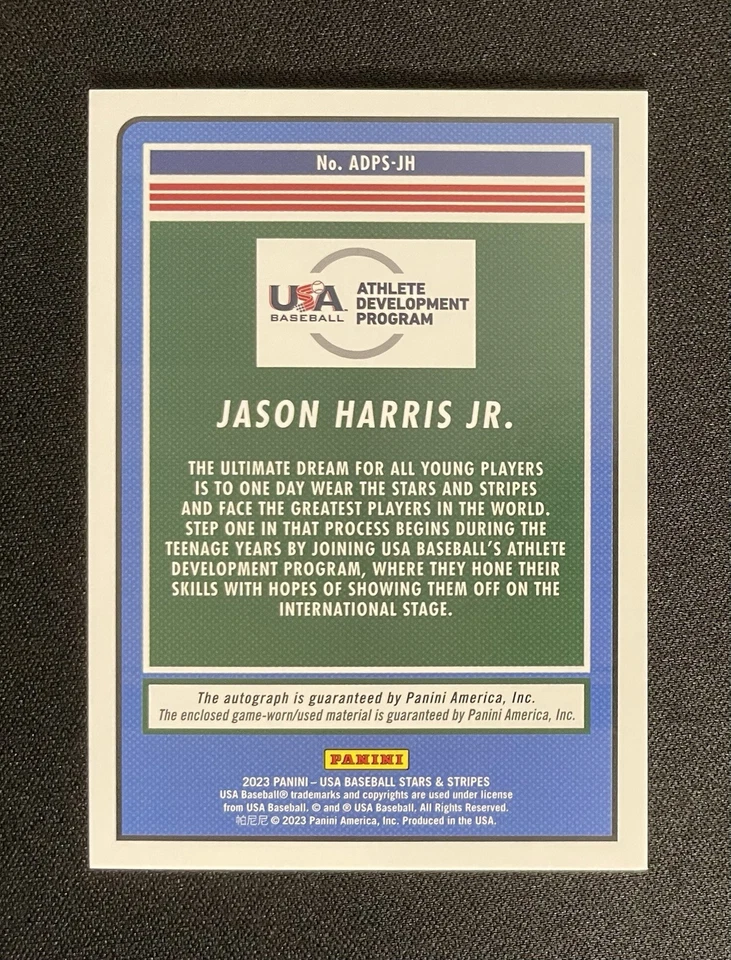 No. ADPS-JH
USA
BASEBALL
ATHLETE
DEVELOPMENT
PROGRAM
JASON HARRIS JR.
THE ULTIMATE DREAM FOR ALL YOUNG PLAYERS
IS TO ONE DAY WEAR THE STARS AND STRIPES
AND FACE THE GREATEST PLAYERS IN THE WORLD.
STEP ONE IN THAT PROCESS BEGINS DURING THE
TEENAGE YEARS BY JOINING USA BASEBALL'S ATHLETE
DEVELOPMENT PROGRAM, WHERE THEY HONE THEIR
SKILLS WITH HOPES OF SHOWING THEM OFF ON THE
INTERNATIONAL STAGE.
The autograph is guaranteed by Panini America, Inc.
The enclosed game-worn/used material is guaranteed by Panini America, Inc.
PANINI
2023 PANINI – USA BASEBALL STARS & STRIPES
USA Baseball® trademarks and copyrights are used under license
from USA Baseball. © and ® USA Baseball. All Rights Reserved.
帕尼尼 © 2023 Panini America, Inc. Produced in the USA.